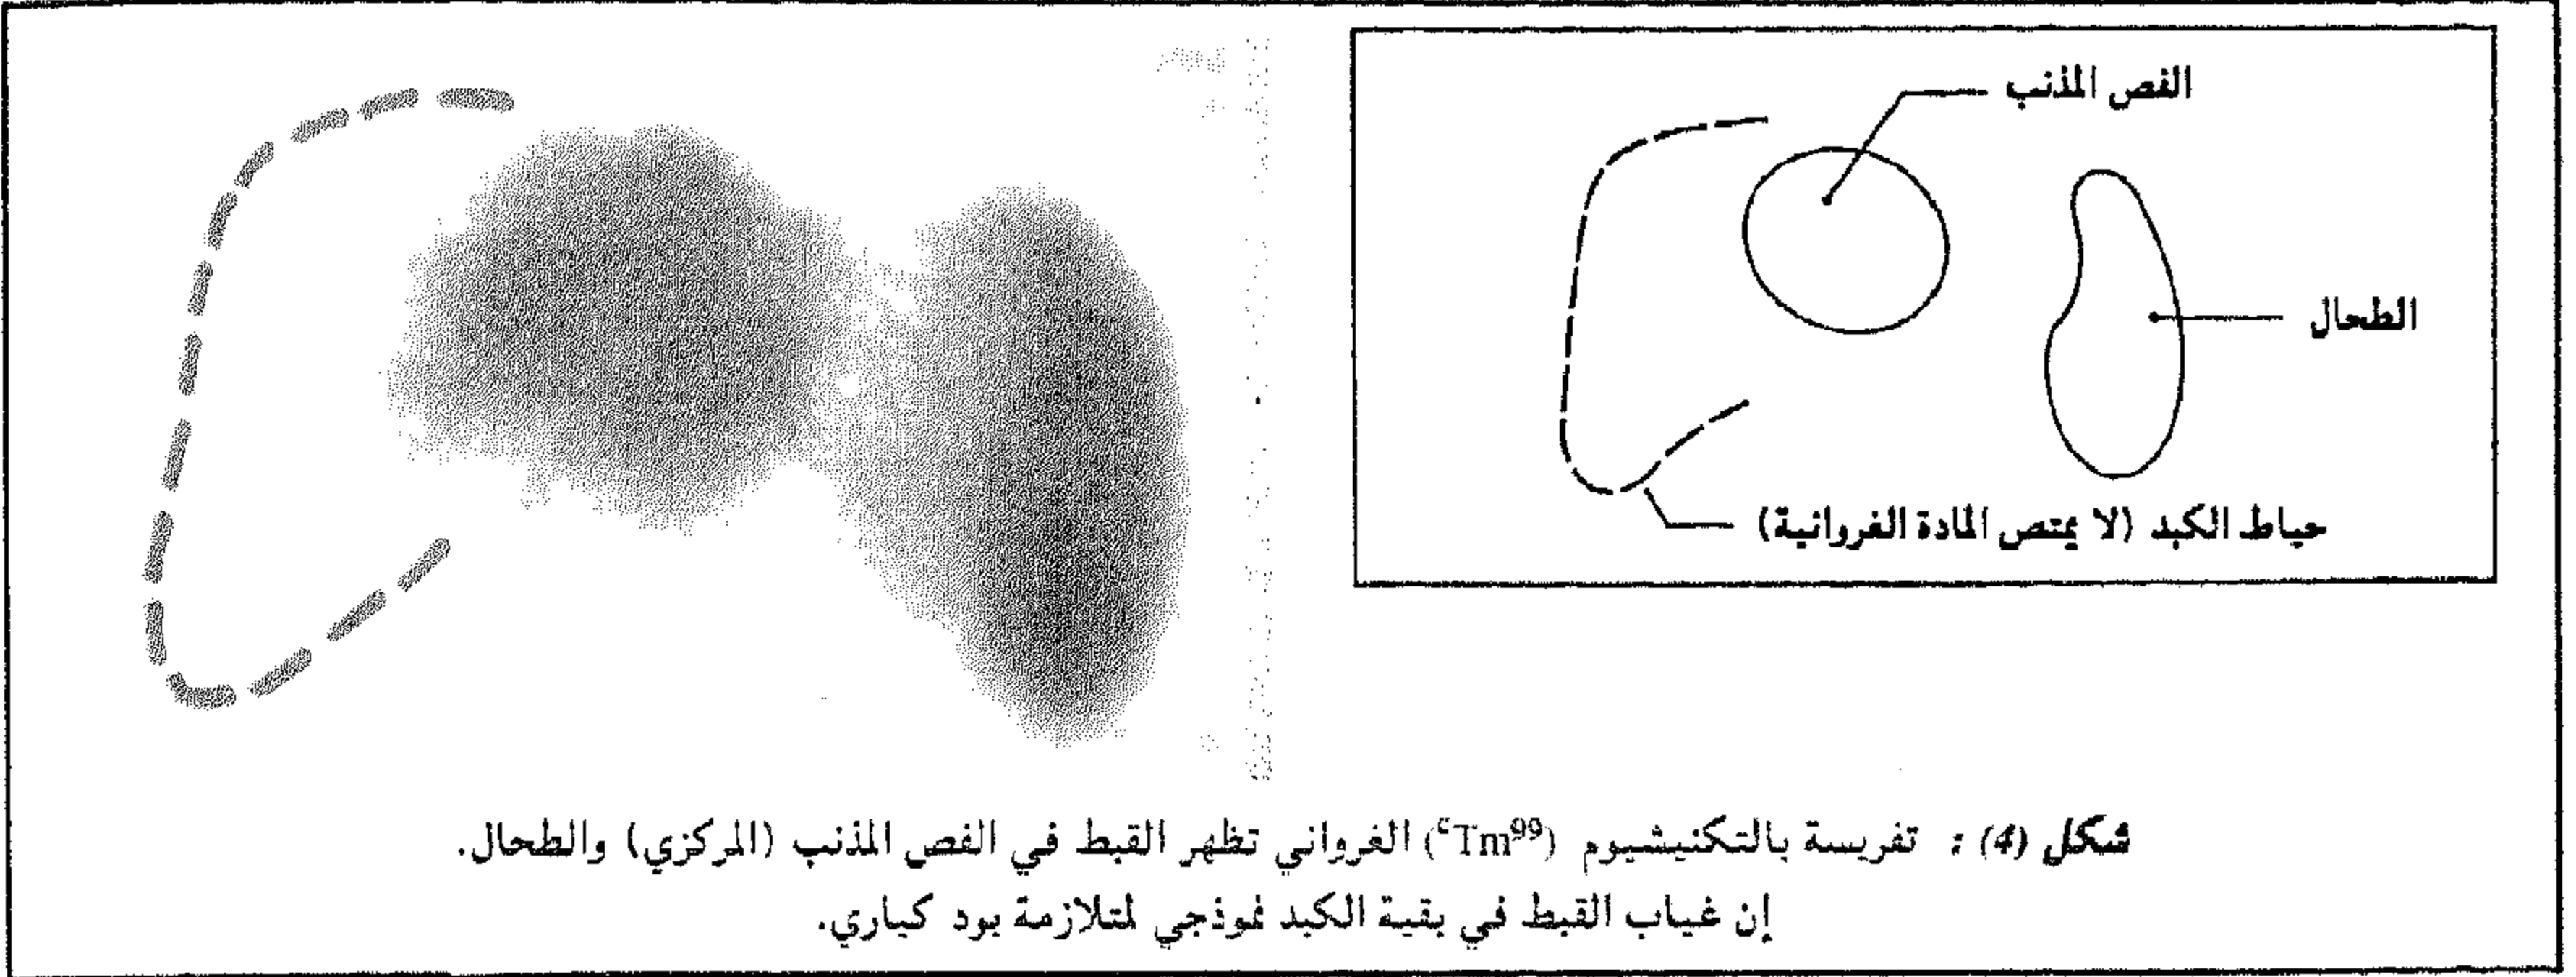 الفص المذنب
الطحال
حياط الكبد (لا يمتص المادة الغروانية)
شكل (4) : تفريسة بالتكنيشيوم (⁹⁹Tmᶜ) الغرواني تظهر القبط في الفص المذنب (المركزي) والطحال.
إن غياب القبط في بقية الكبد نموذجي لمتلازمة بود كياري.